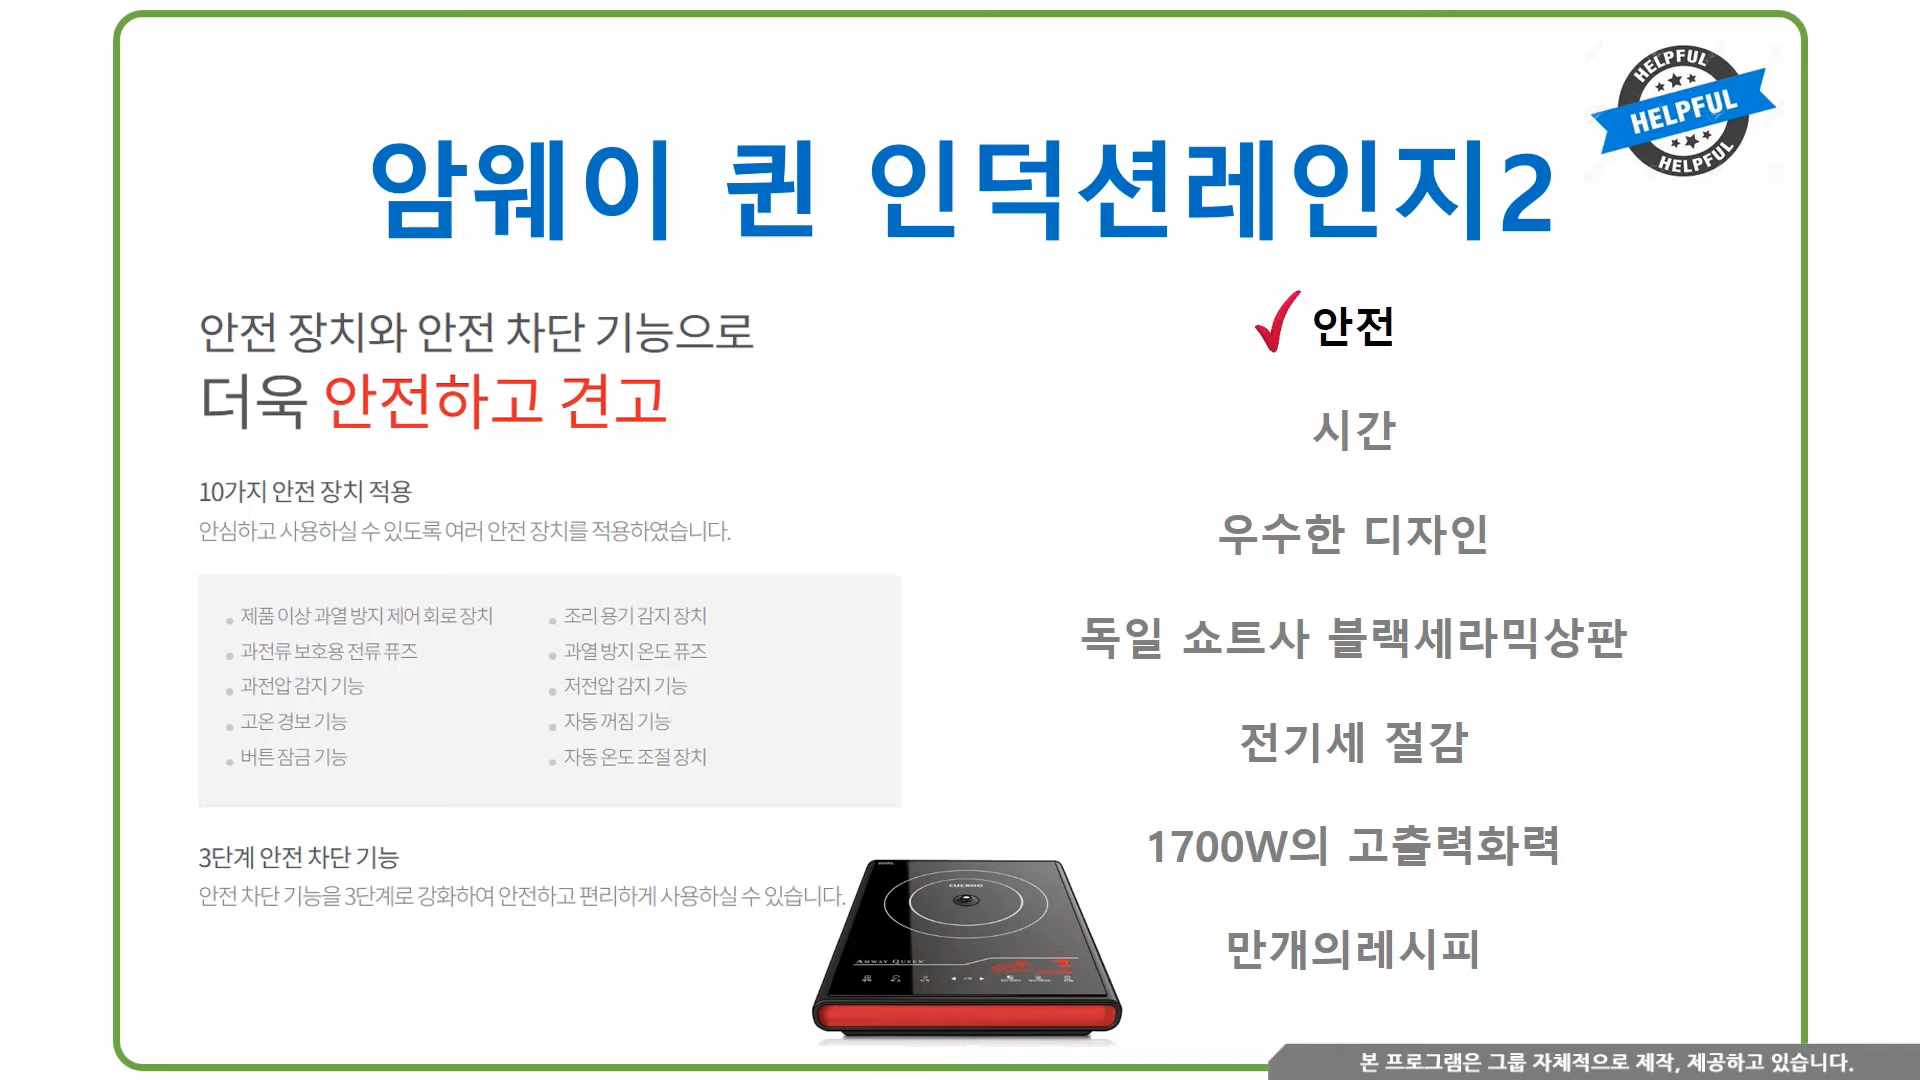 HELPFUL
HELPFUL
HELPFUL
암웨이 퀸 인덕션레인지2
안전 장치와 안전 차단 기능으로
더욱 안전하고 견고
10가지 안전 장치 적용
안심하고 사용하실 수 있도록 여러 안전 장치를 적용하였습니다.
제품 이상 과열 방지 제어 회로 장치
과전류 보호용 전류 퓨즈
과전압 감지 기능
고온 경보 기능
버튼 잠금 기능
조리 용기 감지 장치
과열 방지 온도 퓨즈
저전압 감지 기능
자동 꺼짐 기능
자동 온도 조절 장치
3단계 안전 차단 기능
안전 차단 기능을 3단계로 강화하여 안전하고 편리하게 사용하실 수 있습니다.
CUCKOO
AMWAY QUEEN
안전
시간
우수한 디자인
독일 쇼트사 블랙세라믹상판
전기세 절감
1700W의 고출력화력
만개의레시피
본 프로그램은 그룹 자체적으로 제작, 제공하고 있습니다.